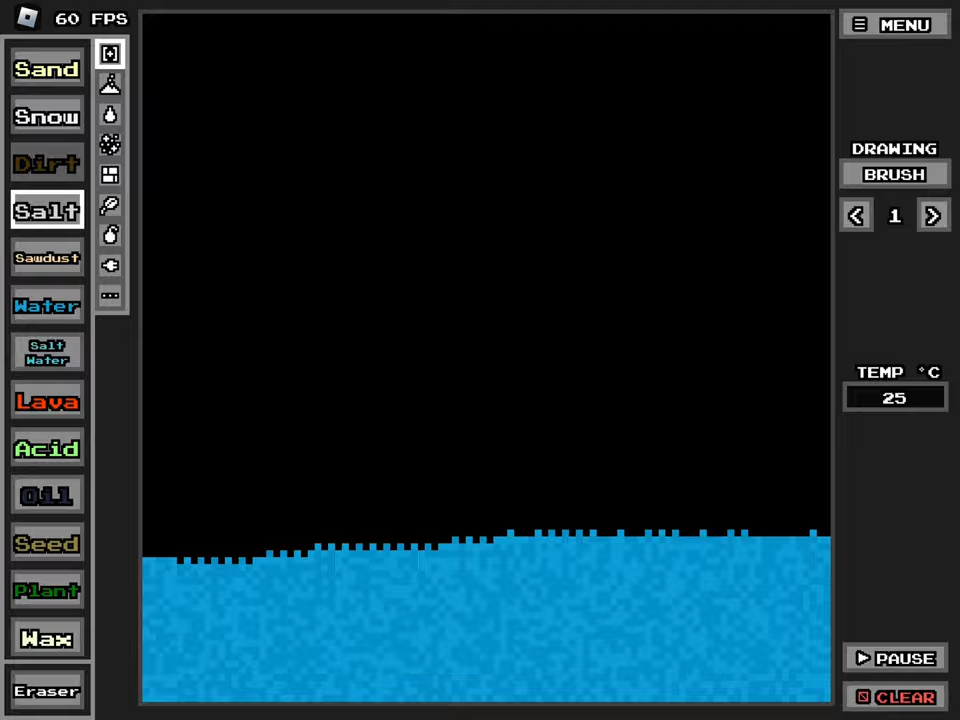 60 FPS
Sand
Snow
Dirt
Salt
Sawdust
Water
Salt
Water
Lava
Acid
Oil
Seed
Plant
Wax
Eraser
MENU
DRAWING
BRUSH
1
TEMP °C
25
PAUSE
CLEAR